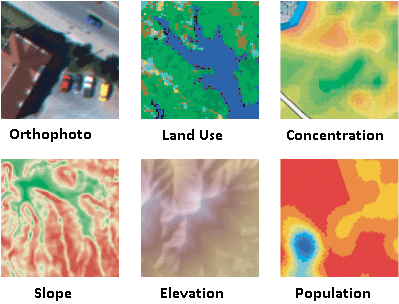 Orthophoto
Land Use
Concentration
Slope
Elevation
Population